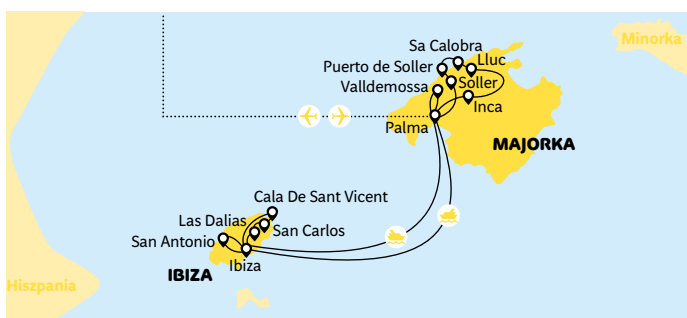 Minorka
Sa Calobra
Lluc
Puerto de Soller
Soller
Valldemossa
Inca
Palma
MAJORKA
Cala De Sant Vicent
Las Dalias
San Carlos
San Antonio
Ibiza
IBIZA
Hiszpania